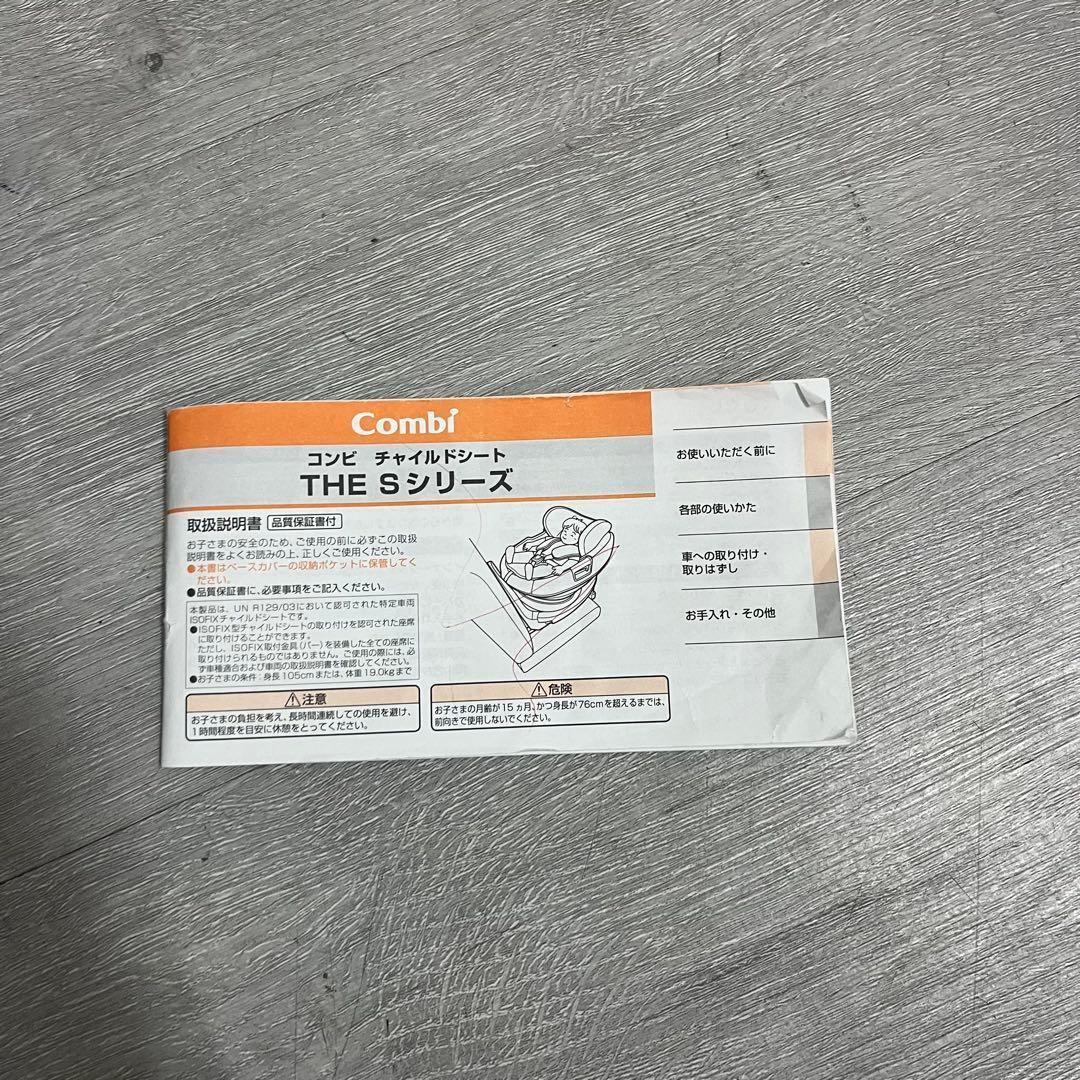 Combi
コンビ チャイルドシート
THE Sシリーズ
取扱説明書 品質保証書付
お子さまの安全のため、ご使用の前に必ずこの取扱
説明書をよくお読みの上、正しくご使用ください。
●本書はベースカバーの収納ポケットに保管してく
ださい。
●品質保証書に、必要事項をご記入ください。
本製品は、UN R129/03において認可された特定車両
ISOFIXチャイルドシートです。
●ISOFIX型チャイルドシートの取り付けを認可された座席
に取り付けることができます。
ただし、ISOFIX取付金具(バー)を装備した全ての座席に
取り付けられるものではありません。ご使用の際には、必
ず車種適合および車両の取扱説明書を確認してください。
●お子さまの条件:身長105cmまたは、体重19.0kgまで
注意
お子さまの負担を考え、長時間連続しての使用を避け、
1時間程度を目安に休憩をとってください。
危険
お子さまの月齢が15ヵ月、かつ身長が76cmを超えるまでは、
前向きで使用しないでください。
お使いいただく前に
各部の使いかた
車への取り付け・
取りはずし
お手入れ・その他